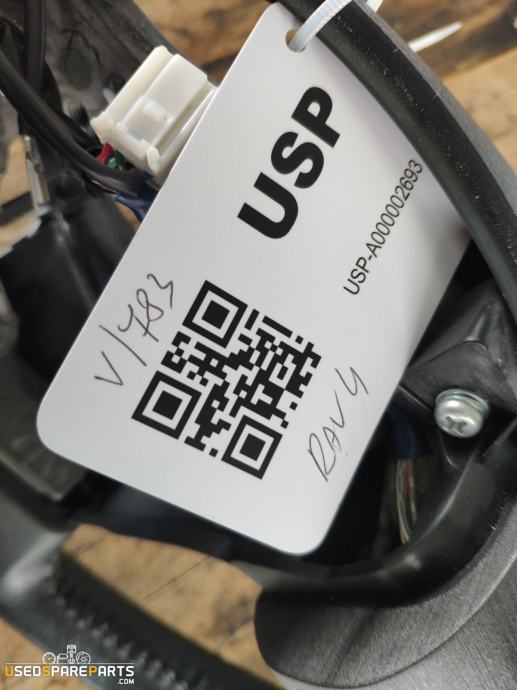 USP
USP-A000002693
V/783
RAV4
USEDSPAREPARTS
.COM